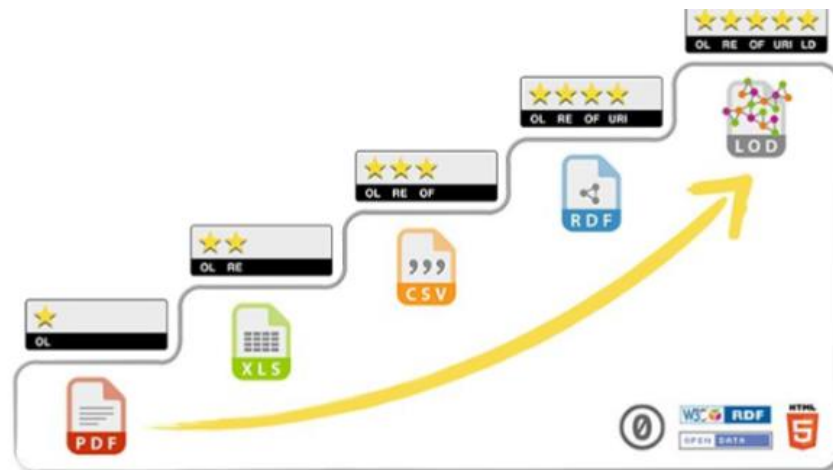 OL RE OF URI LD
OL RE OF URI
LOD
OL RE OF
RDF
OL RE
CSV
OL
XLS
PDF
0
W3C RDF
HTML
OPEN DATA
5